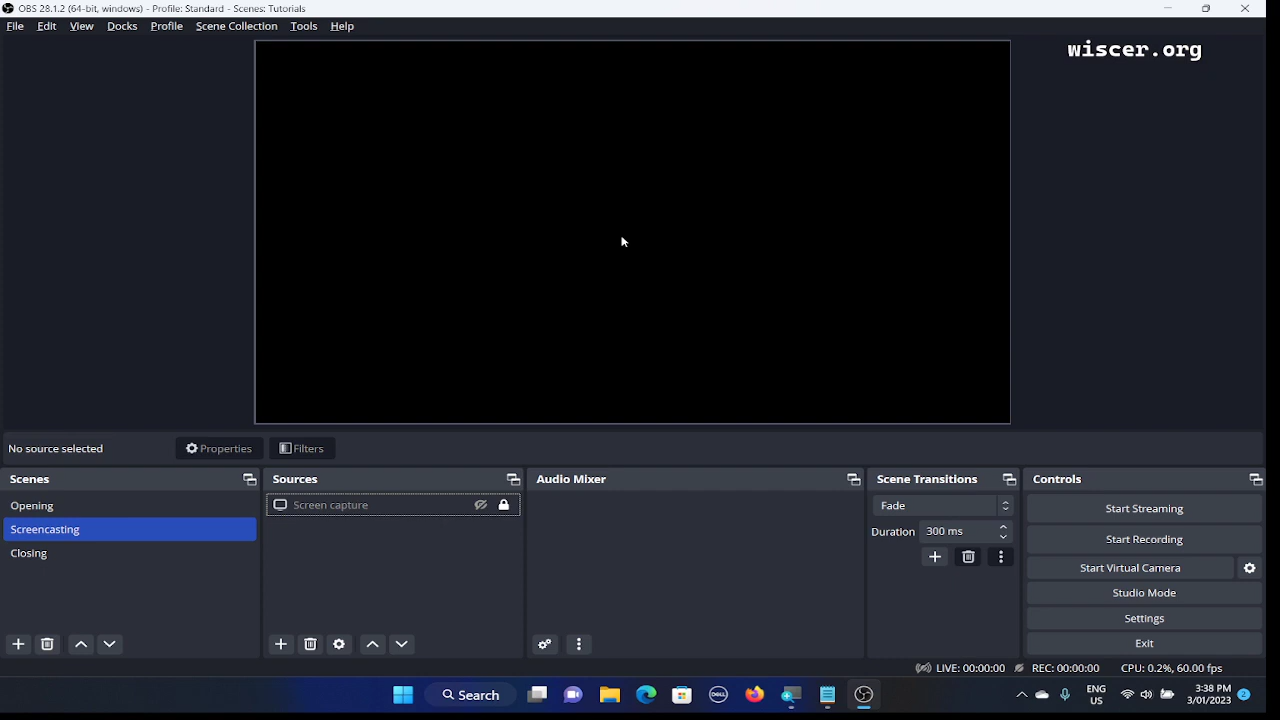 OBS 28.1.2 (64-bit, windows) - Profile: Standard - Scenes: Tutorials
File Edit View Docks Profile Scene Collection Tools Help
wiscer.org
No source selected Properties Filters
Scenes Sources Audio Mixer Scene Transitions Controls
Opening
Screencasting
Closing
Screen capture
Fade
Duration 300 ms
Start Streaming
Start Recording
Start Virtual Camera
Studio Mode
Settings
Exit
LIVE: 00:00:00 REC: 00:00:00 CPU: 0.2%, 60.00 fps
Search
DELL
ENG
US
3:38 PM
3/01/2023
2